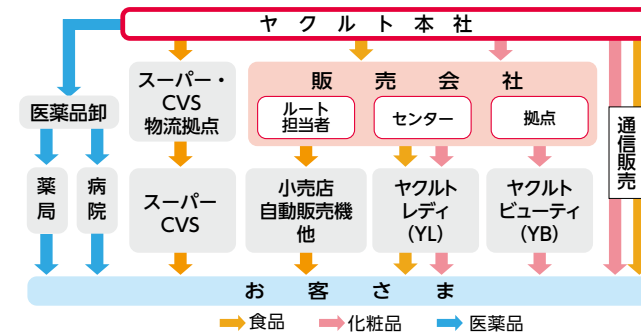 ヤクルト本社
医薬品卸
スーパー・
CVS
物流拠点
販売会社
ルート
担当者
センター
拠点
通信販売
薬局
病院
スーパー
CVS
小売店
自動販売機
他
ヤクルト
レディ
(YL)
ヤクルト
ビューティ
(YB)
お客さま
食品
化粧品
医薬品